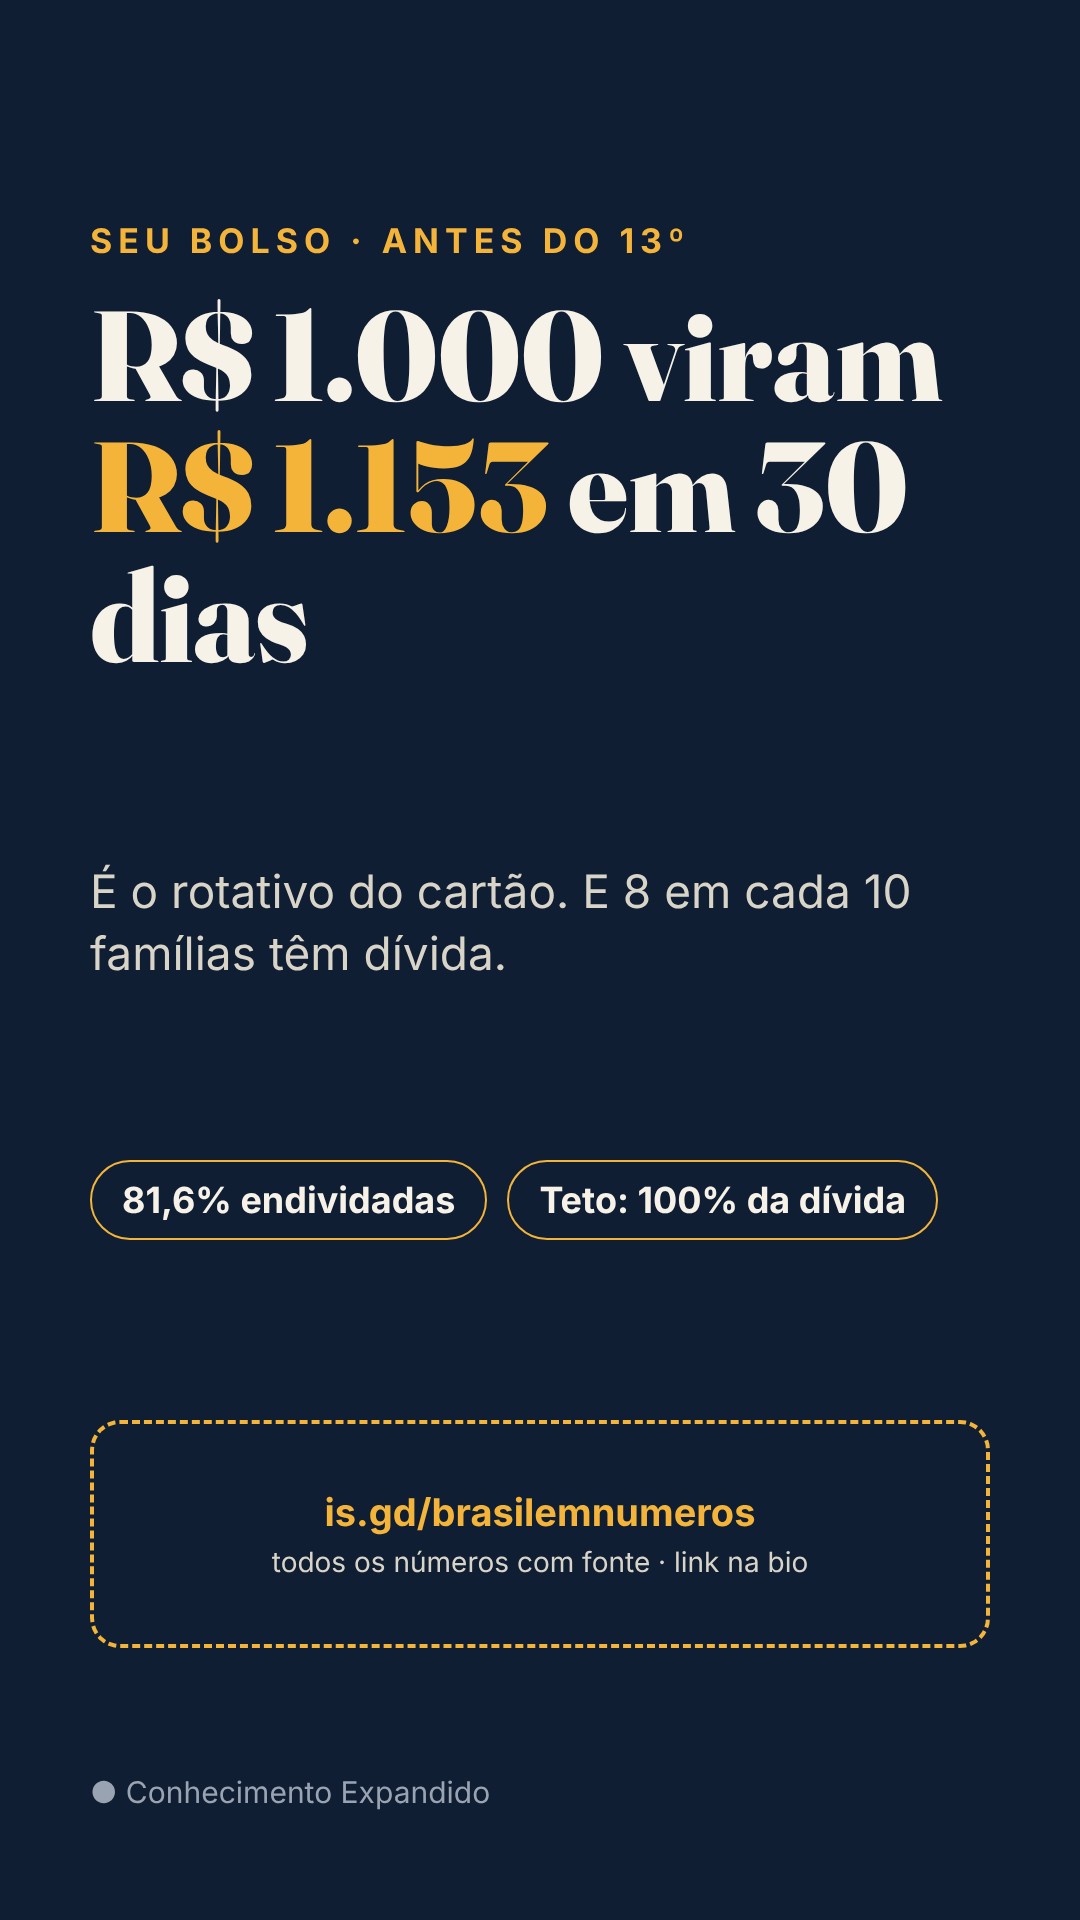 SEU BOLSO · ANTES DO 13º
R$ 1.000 viram
R$ 1.153 em 30
dias
É o rotativo do cartão. E 8 em cada 10
famílias têm dívida.
81,6% endividadas
Teto: 100% da dívida
is.gd/brasilemnumeros
todos os números com fonte · link na bio
Conhecimento Expandido